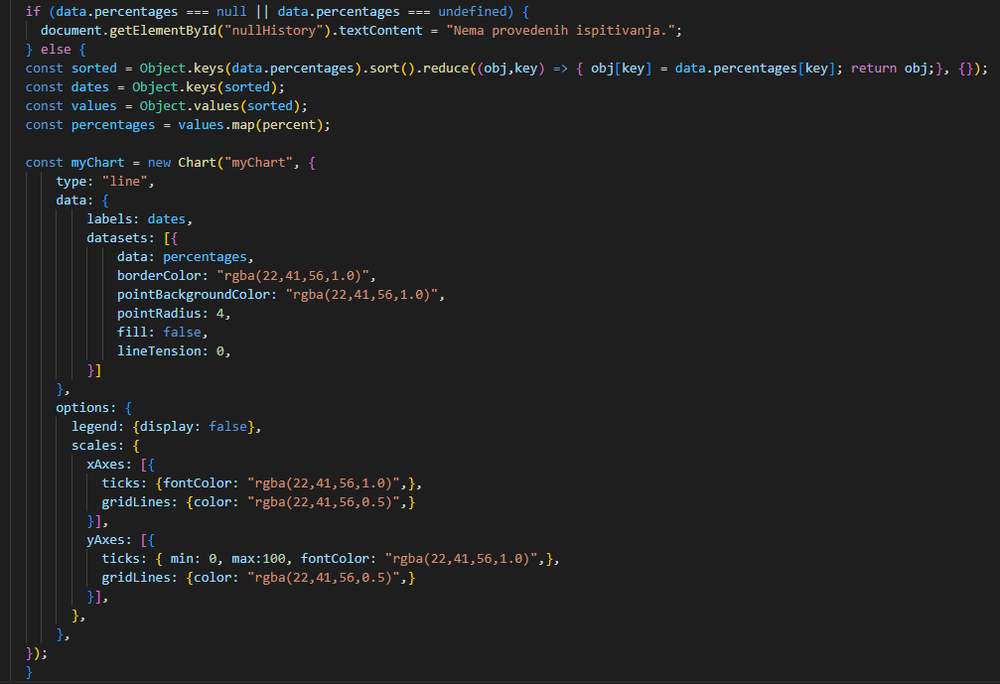 if (data.percentages === null || data.percentages === undefined) {
document.getElementById("nullHistory").textContent = "Nema provedenih ispitivanja.";
} else {
const sorted = Object.keys(data.percentages).sort().reduce((obj,key) => { obj[key] = data.percentages[key]; return obj;}, {});
const dates = Object.keys(sorted);
const values = Object.values(sorted);
const percentages = values.map(percent);
const myChart = new Chart("myChart", {
type: "line",
data: {
labels: dates,
datasets: [{
data: percentages,
borderColor: "rgba(22,41,56,1.0)",
pointBackgroundColor: "rgba(22,41,56,1.0)",
pointRadius: 4,
fill: false,
lineTension: 0,
}]
},
options: {
legend: {display: false},
scales: {
xAxes: [{
ticks: {fontColor: "rgba(22,41,56,1.0)",},
gridLines: {color: "rgba(22,41,56,0.5)",}
}],
yAxes: [{
ticks: { min: 0, max:100, fontColor: "rgba(22,41,56,1.0)",},
gridLines: {color: "rgba(22,41,56,0.5)",}
}],
},
},
});
}